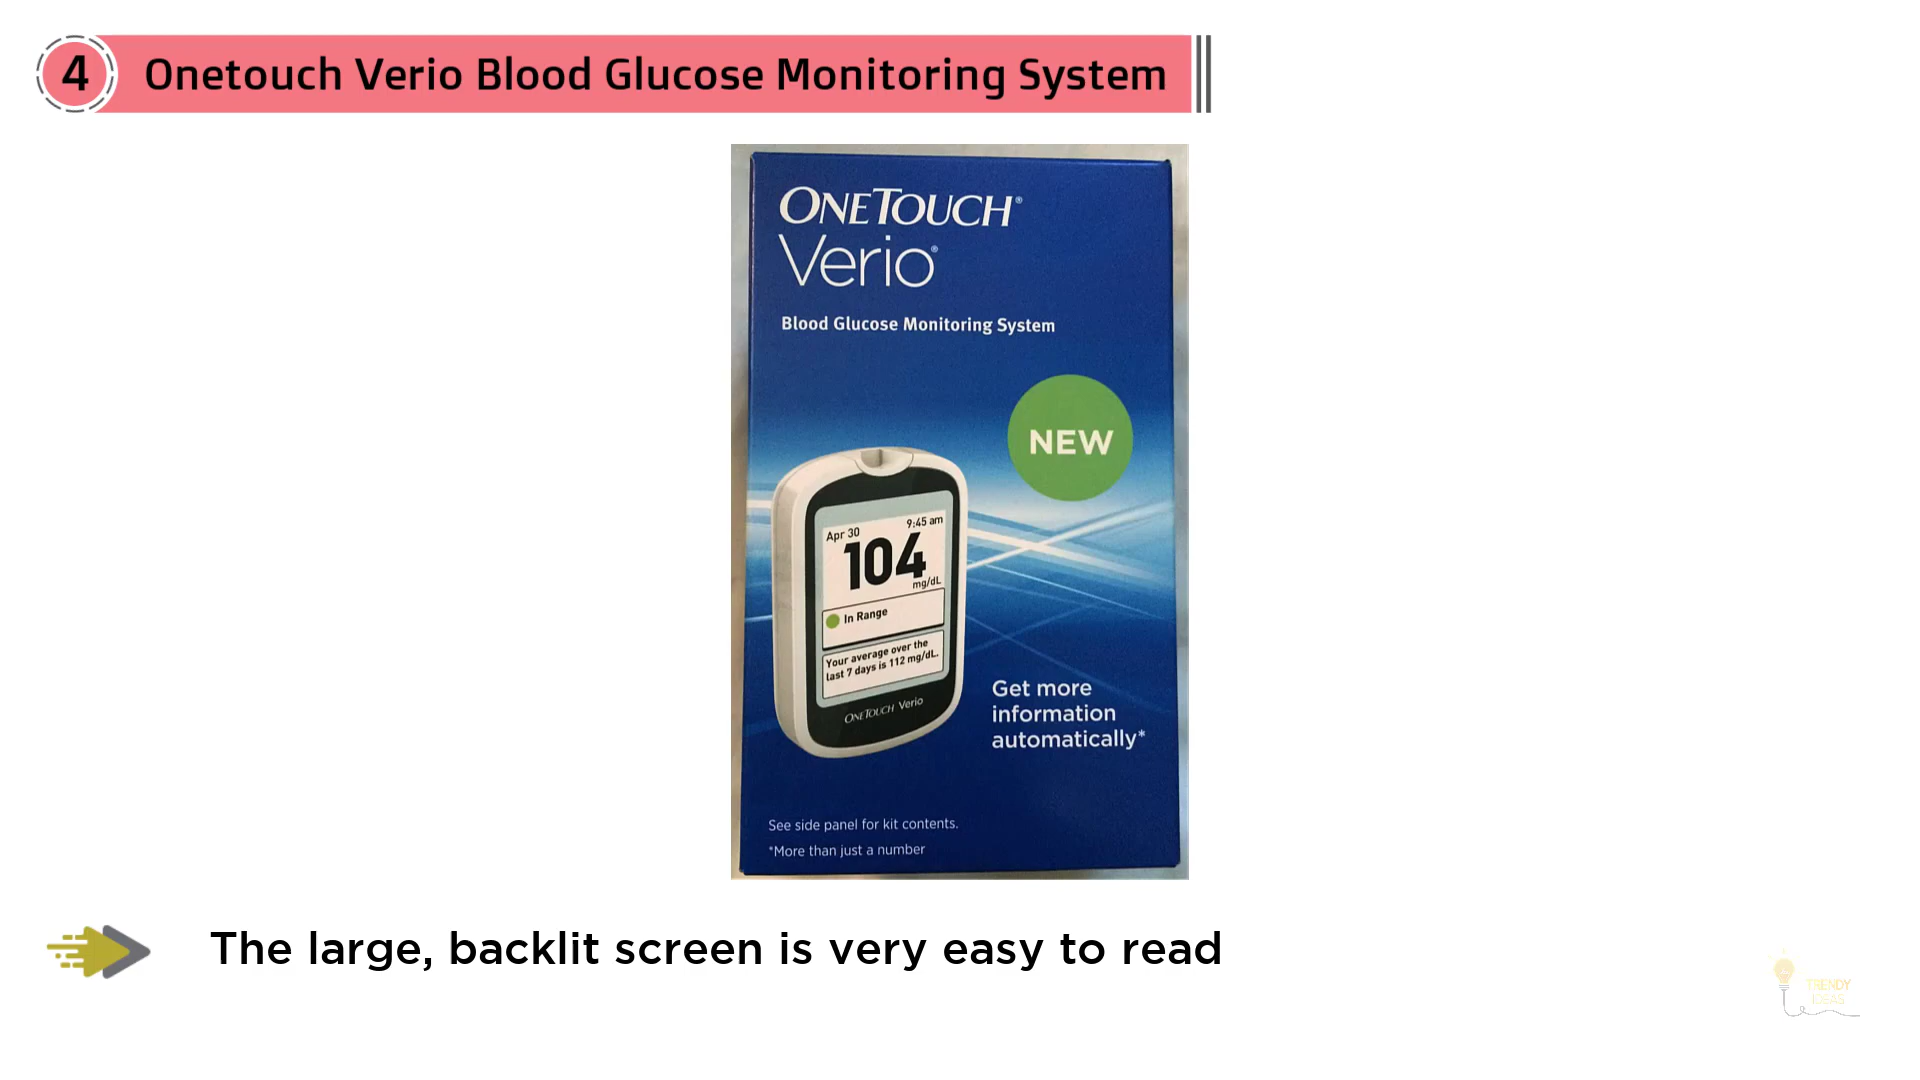 4 Onetouch Verio Blood Glucose Monitoring System
ONETOUCH®
Verio®
Blood Glucose Monitoring System
NEW
Apr 30 9:45 am
104
mg/dL
In Range
Your average over the
last 7 days is 112 mg/dL.
ONETOUCH Verio
Get more
information
automatically*
See side panel for kit contents.
*More than just a number
The large, backlit screen is very easy to read
TRENDY
IDEAS